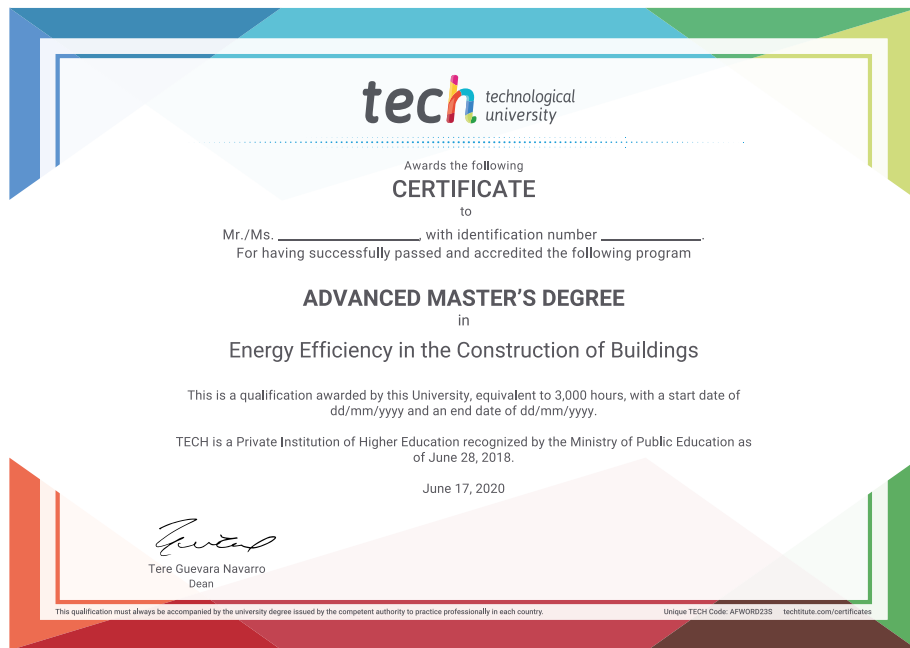 tech technological
university
Awards the following
CERTIFICATE
to
Mr./Ms. ____________________, with identification number ______________.
For having successfully passed and accredited the following program
ADVANCED MASTER’S DEGREE
in
Energy Efficiency in the Construction of Buildings
This is a qualification awarded by this University, equivalent to 3,000 hours, with a start date of
dd/mm/yyyy and an end date of dd/mm/yyyy.
TECH is a Private Institution of Higher Education recognized by the Ministry of Public Education as
of June 28, 2018.
June 17, 2020
Tere Guevara Navarro
Dean
This qualification must always be accompanied by the university degree issued by the competent authority to practice professionally in each country. Unique TECH Code: AFWORD23S techtitute.com/certificates